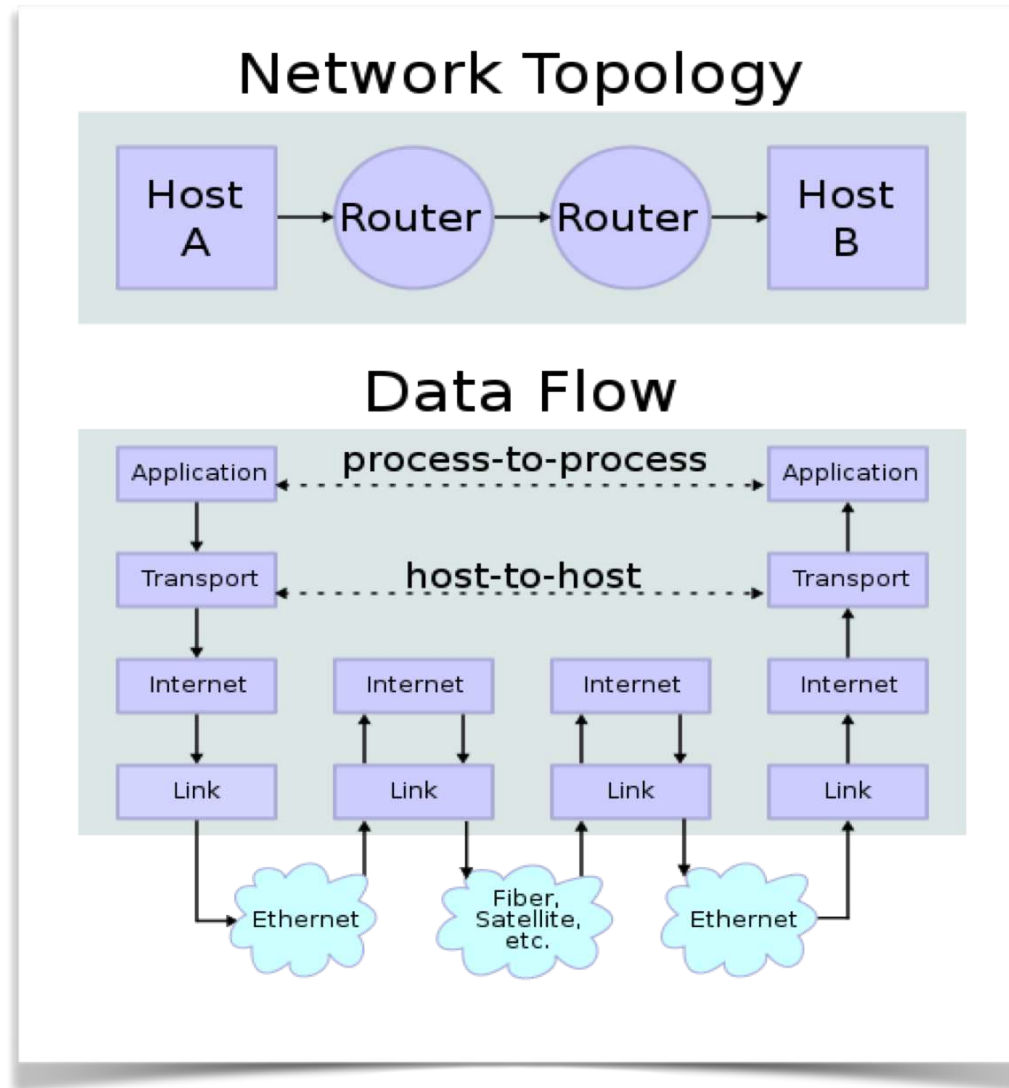 Network Topology
Host
A
Router
Router
Host
B
Data Flow
Application
process-to-process
Application
Transport
host-to-host
Transport
Internet
Internet
Internet
Internet
Link
Link
Link
Link
Ethernet
Fiber,
Satellite,
etc.
Ethernet